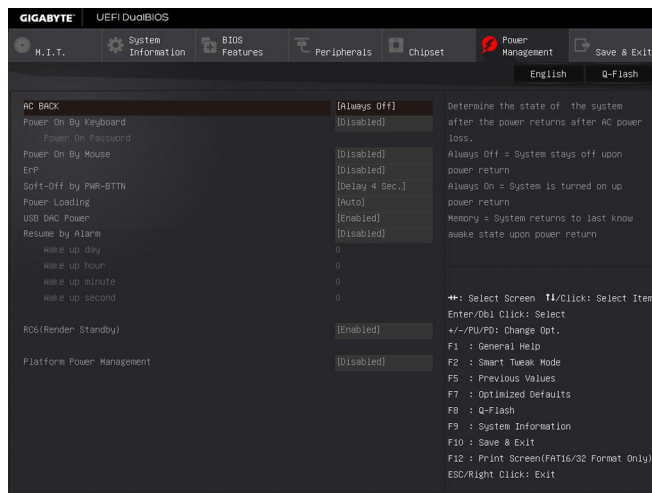 GIGABYTE™ UEFI DualBIOS
M.I.T.
System Information
BIOS Features
Peripherals
Chipset
Power Management
Save & Exit
English Q-Flash
AC BACK [Always Off]
Power On By Keyboard [Disabled]
Power On Password
Power On By Mouse [Disabled]
ErP [Disabled]
Soft-Off by PWR-BTTN [Delay 4 Sec.]
Power Loading [Auto]
USB DAC Power [Enabled]
Resume by Alarm [Disabled]
Wake up day 0
Wake up hour 0
Wake up minute 0
Wake up second 0
RC6(Render Standby) [Enabled]
Platform Power Management [Disabled]
Determine the state of the system
after the power returns after AC power
loss.
Always Off = System stays off upon
power return
Always On = System is turned on up
power return
Memory = System returns to last know
awake state upon power return
→←: Select Screen ↑↓/Click: Select Item
Enter/Dbl Click: Select
+/-/PU/PD: Change Opt.
F1 : General Help
F2 : Smart Tweak Mode
F5 : Previous Values
F7 : Optimized Defaults
F8 : Q-Flash
F9 : System Information
F10 : Save & Exit
F12 : Print Screen(FAT16/32 Format Only)
ESC/Right Click: Exit